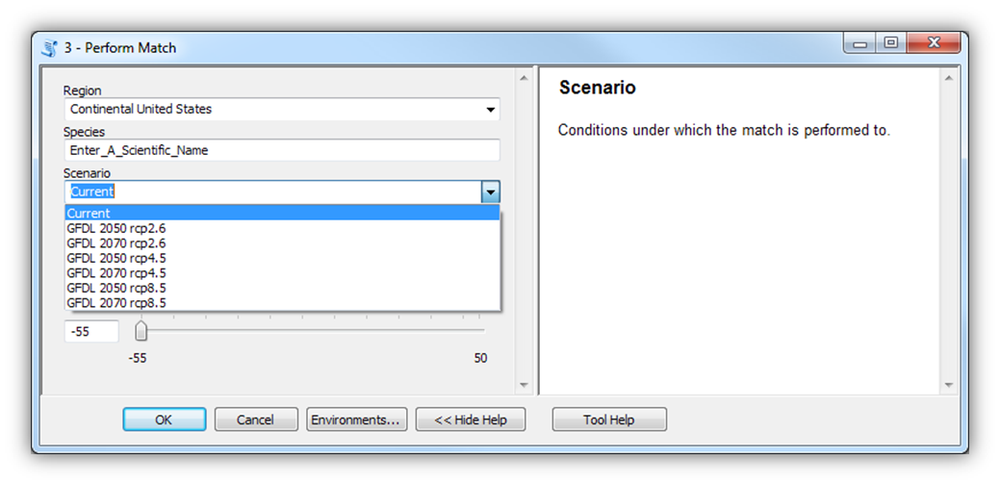 3 - Perform Match
Region
Continental United States
Species
Enter_A_Scientific_Name
Scenario
Current
Current
GFDL 2050 rcp2.6
GFDL 2070 rcp2.6
GFDL 2050 rcp4.5
GFDL 2070 rcp4.5
GFDL 2050 rcp8.5
GFDL 2070 rcp8.5
-55
-55 50
Scenario
Conditions under which the match is performed to.
OK Cancel Environments... << Hide Help Tool Help